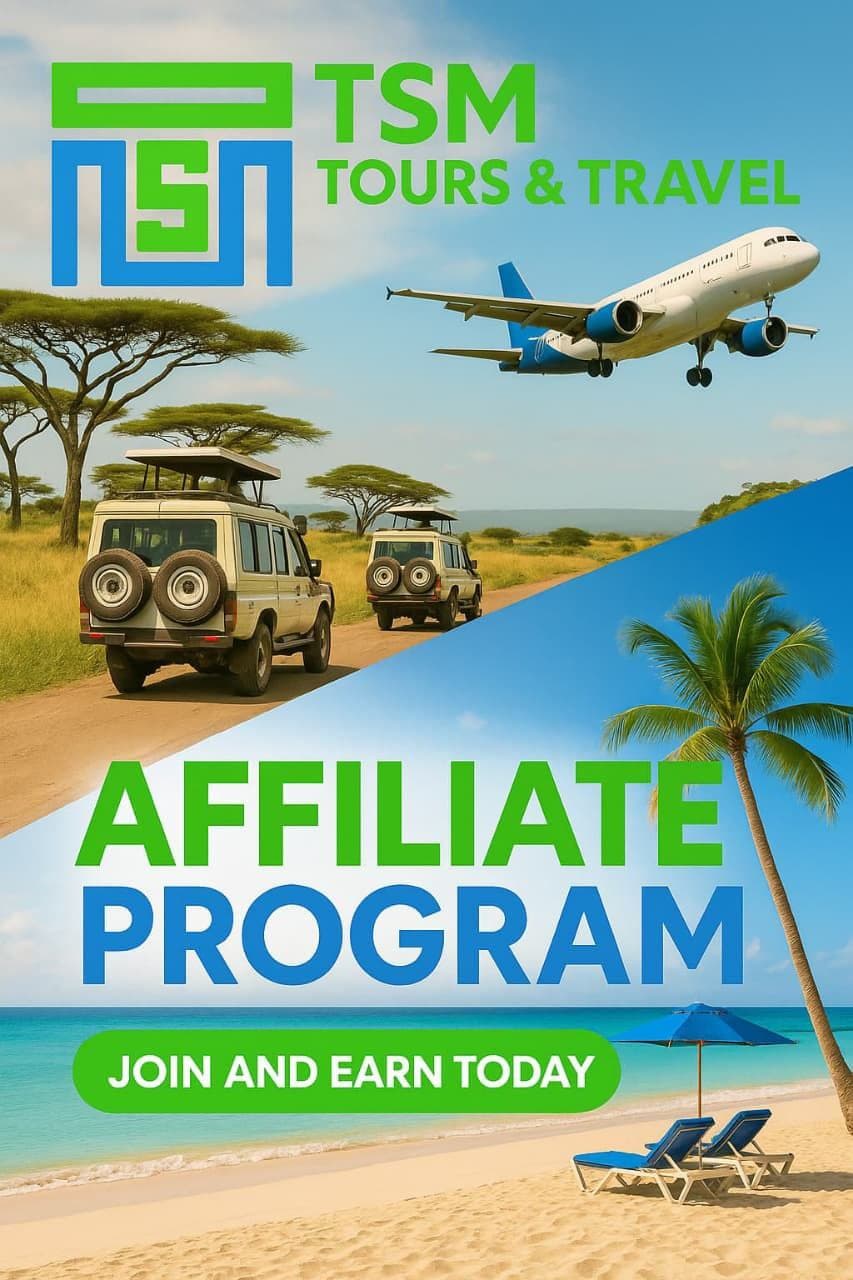 TSM
TOURS & TRAVEL
S
AFFILIATE
PROGRAM
JOIN AND EARN TODAY